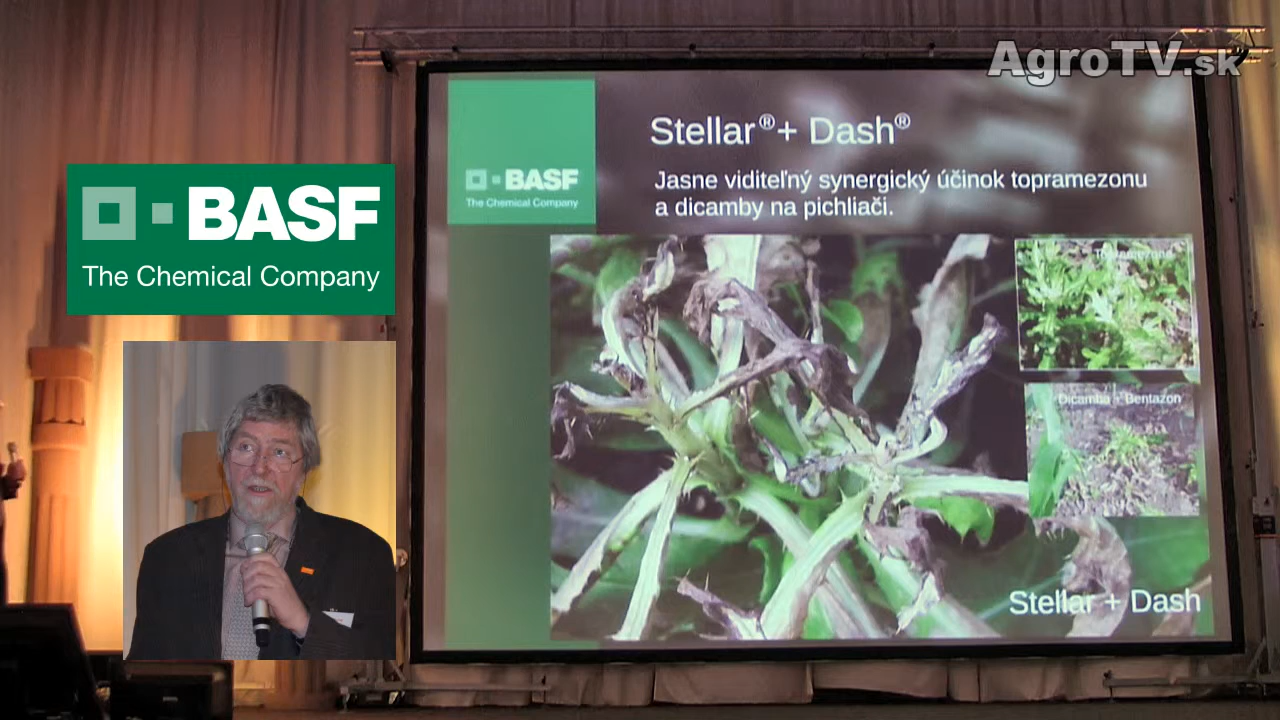 AgroTV.sk
BASF
The Chemical Company
BASF
The Chemical Company
Stellar®+ Dash®
Jasne viditeľný synergický účinok topramezonu
a dicamby na pichliači.
Dicamba + Bentazon
Stellar + Dash